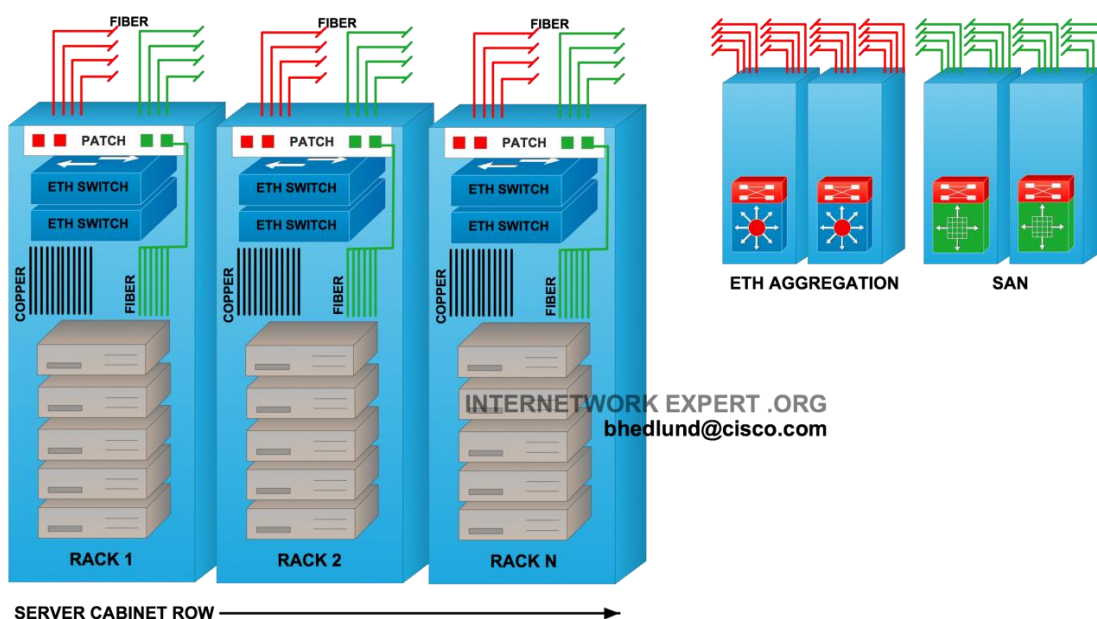 FIBER
FIBER
FIBER
PATCH
PATCH
PATCH
ETH SWITCH
ETH SWITCH
ETH SWITCH
ETH SWITCH
ETH SWITCH
ETH SWITCH
COPPER
FIBER
COPPER
FIBER
COPPER
FIBER
ETH AGGREGATION
SAN
INTERNETWORK EXPERT .ORG
bhedlund@cisco.com
RACK 1
RACK 2
RACK N
SERVER CABINET ROW